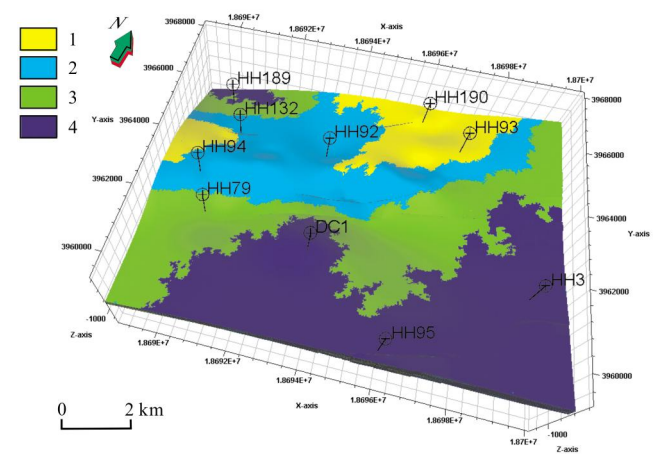 1
2
3
4
N
X-axis
1.869E+7
1.8692E+7
1.8694E+7
1.8696E+7
1.8698E+7
1.87E+7
3968000
3966000
3964000
3962000
3960000
Y-axis
3968000
3966000
3964000
3962000
3960000
Y-axis
HH189
HH132
HH190
HH92
HH93
HH94
HH79
DC1
HH3
HH95
-1000
Z-axis
1.869E+7
1.8692E+7
1.8694E+7
1.8696E+7
1.8698E+7
1.87E+7
X-axis
-1000
Z-axis
0 2 km